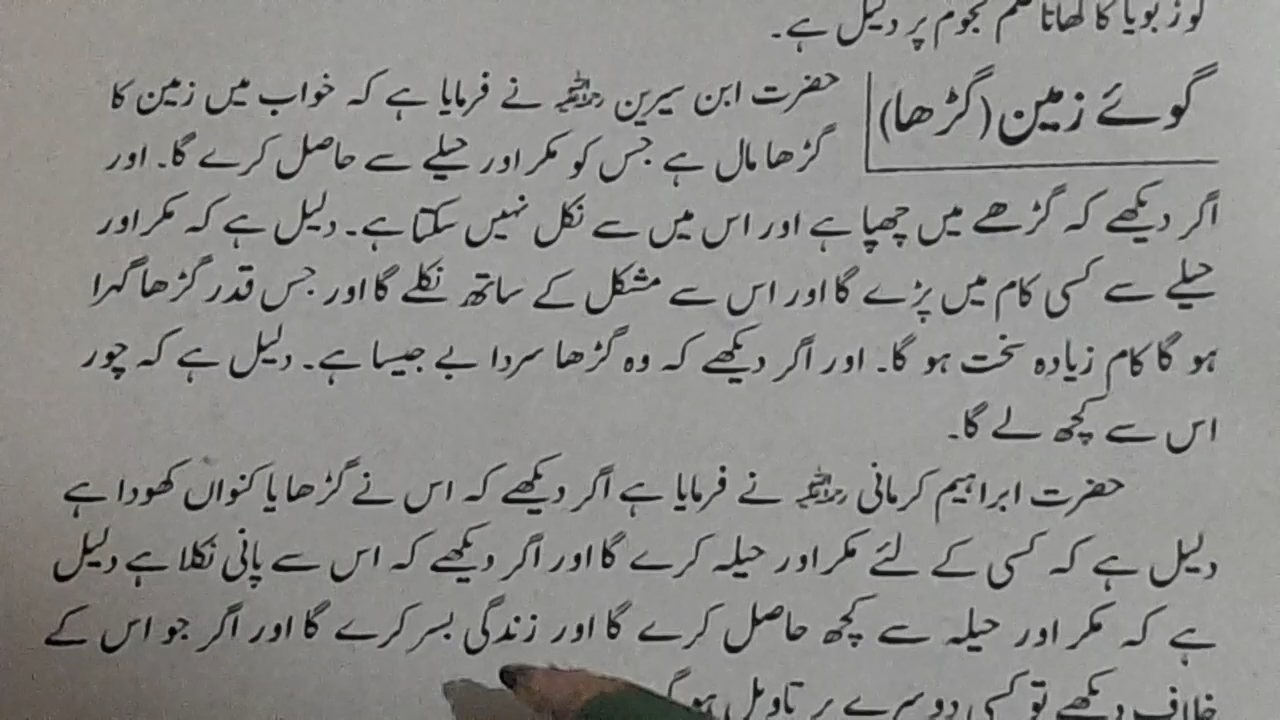 لوز بویا کا کھانا علم نجوم پر دلیل ہے۔
گوئے زمین (گڑھا)
حضرت ابن سیرین رحمۃ اللہ علیہ نے فرمایا ہے کہ خواب میں زمین کا
گڑھا مال ہے جس کو مکر اور حیلے سے حاصل کرے گا۔ اور
اگر دیکھے کہ گڑھے میں چھپا ہے اور اس میں سے نکل نہیں سکتا ہے۔ دلیل ہے کہ مکر اور
حیلے سے کسی کام میں پڑے گا اور اس سے مشکل کے ساتھ نکلے گا اور جس قدر گڑھا گہرا
ہو گا کام زیادہ سخت ہو گا۔ اور اگر دیکھے کہ وہ گڑھا سردابے جیسا ہے۔ دلیل ہے کہ چور
اس سے کچھ لے گا۔
حضرت ابراہیم کرمانی رحمۃ اللہ علیہ نے فرمایا ہے اگر دیکھے کہ اس نے گڑھا یا کنواں کھودا ہے
دلیل ہے کہ کسی کے لئے مکر اور حیلہ کرے گا اور اگر دیکھے کہ اس سے پانی نکلا ہے دلیل
ہے کہ مکر اور حیلہ سے کچھ حاصل کرے گا اور زندگی بسر کرے گا اور اگر جو اس کے
خلاف دیکھے تو کسی دوسرے پر تاویل ہو گی